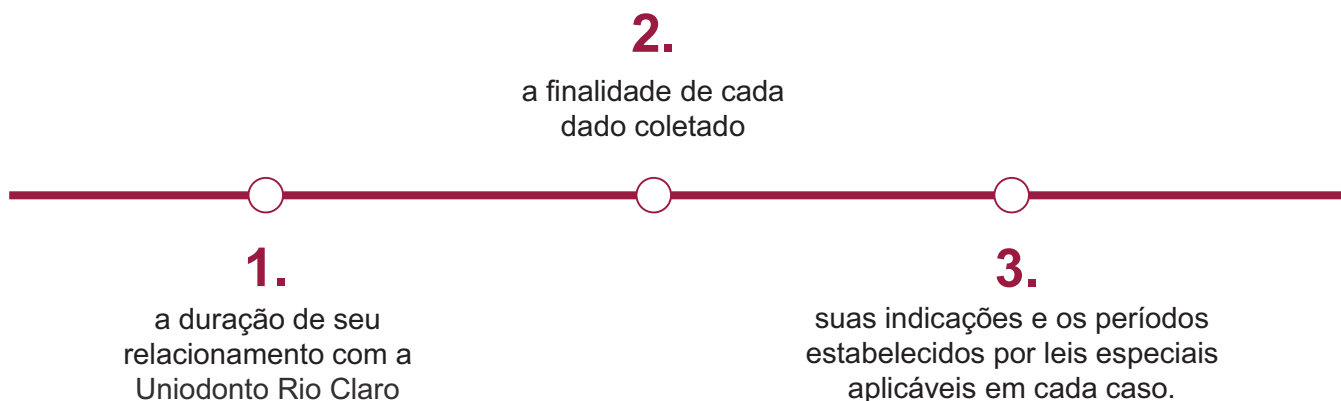 1.
a duração de seu
relacionamento com a
Uniodonto Rio Claro
2.
a finalidade de cada
dado coletado
3.
suas indicações e os períodos
estabelecidos por leis especiais
aplicáveis em cada caso.